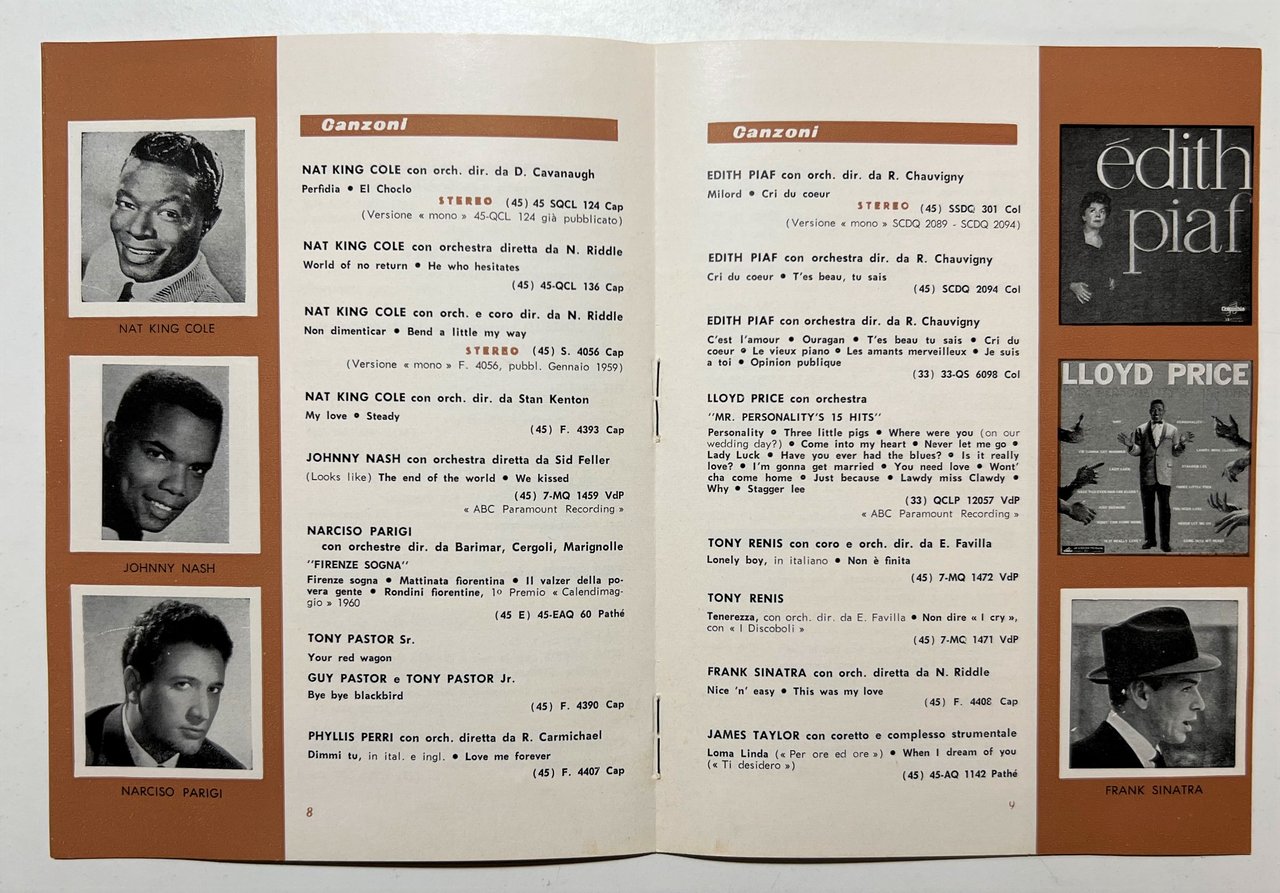 Canzoni
NAT KING COLE con orch. dir. da D. Cavanaugh
Perfidia • El Choclo
STEREO (45) 45 SQCL 124 Cap
(Versione « mono » 45-QCL 124 già pubblicato)
NAT KING COLE con orchestra diretta da N. Riddle
World of no return • He who hesitates
(45) 45-QCL 136 Cap
NAT KING COLE con orch. e coro dir. da N. Riddle
Non dimenticar • Bend a little my way
STEREO (45) S. 4056 Cap
(Versione « mono » F. 4056, pubbl. Gennaio 1959)
NAT KING COLE con orch. dir. da Stan Kenton
My love • Steady
(45) F. 4393 Cap
JOHNNY NASH con orchestra diretta da Sid Feller
(Looks like) The end of the world • We kissed
(45) 7-MQ 1459 VdP
« ABC Paramount Recording »
NARCISO PARIGI
con orchestre dir. da Barimar, Cergoli, Marignolle
"FIRENZE SOGNA"
Firenze sogna • Mattinata fiorentina • Il valzer della po-
vera gente • Rondini fiorentine, 1º Premio « Calendimag-
gio » 1960
(45 E) 45-EAQ 60 Pathé
TONY PASTOR Sr.
Your red wagon
GUY PASTOR e TONY PASTOR Jr.
Bye bye blackbird
(45) F. 4390 Cap
PHYLLIS PERRI con orch. diretta da R. Carmichael
Dimmi tu, in ital. e ingl. • Love me forever
(45) F. 4407 Cap
8
NAT KING COLE
JOHNNY NASH
NARCISO PARIGI
Canzoni
EDITH PIAF con orch. dir. da R. Chauvigny
Milord • Cri du coeur
STEREO (45) SSDQ 301 Col
(Versione « mono » SCDQ 2089 - SCDQ 2094)
EDITH PIAF con orchestra dir. da R. Chauvigny
Cri du coeur • T'es beau, tu sais
(45) SCDQ 2094 Col
EDITH PIAF con orchestra dir. da R. Chauvigny
C'est l'amour • Ouragan • T'es beau tu sais • Cri du
coeur • Le vieux piano • Les amants merveilleux • Je suis
a toi • Opinion publique
(33) 33-QS 6098 Col
LLOYD PRICE con orchestra
"MR. PERSONALITY'S 15 HITS"
Personality • Three little pigs • Where were you (on our
wedding day?) • Come into my heart • Never let me go •
Lady Luck • Have you ever had the blues? • Is it really
love? • I'm gonna get married • You need love • Wont'
cha come home • Just because • Lawdy miss Clawdy •
Why • Stagger lee
(33) QCLP 12057 VdP
« ABC Paramount Recording »
TONY RENIS con coro e orch. dir. da E. Favilla
Lonely boy, in italiano • Non è finita
(45) 7-MQ 1472 VdP
TONY RENIS
Tenerezza, con orch. dir. da E. Favilla • Non dire « I cry »,
con « I Discoboli »
(45) 7-MQ 1471 VdP
FRANK SINATRA con orch. diretta da N. Riddle
Nice 'n' easy • This was my love
(45) F. 4408 Cap
JAMES TAYLOR con coretto e complesso strumentale
Loma Linda (« Per ore ed ore ») • When I dream of you
(« Ti desidero »)
(45) 45-AQ 1142 Pathé
9
édith
piaf
LLOYD PRICE
FRANK SINATRA